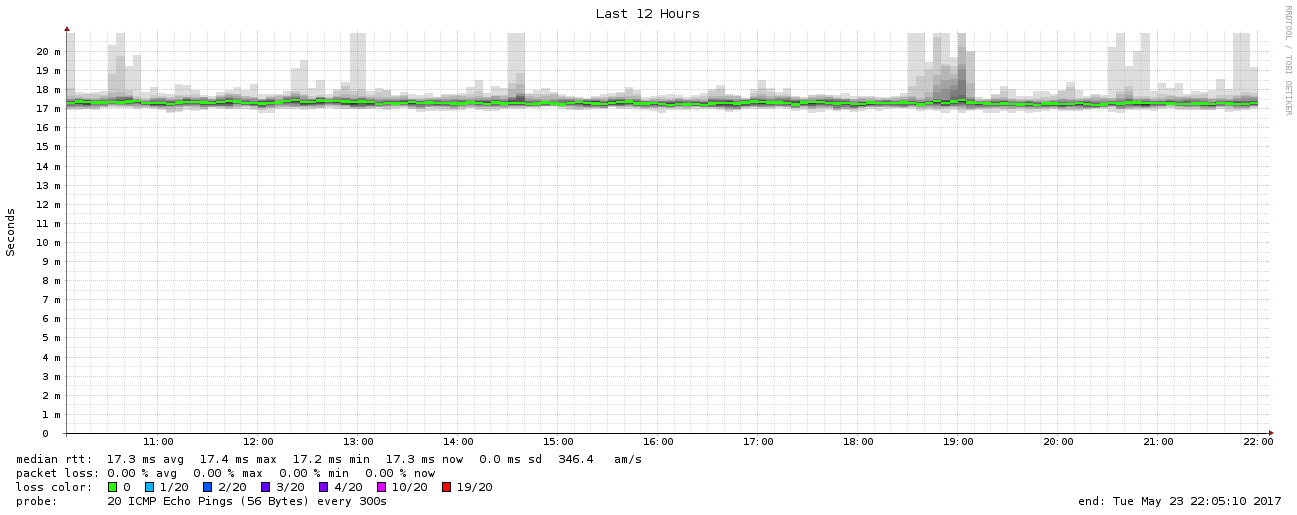 Last 12 Hours
RRDTOOL / TOBI OETIKER
Seconds
20 m
19 m
18 m
17 m
16 m
15 m
14 m
13 m
12 m
11 m
10 m
9 m
8 m
7 m
6 m
5 m
4 m
3 m
2 m
1 m
0
11:00 12:00 13:00 14:00 15:00 16:00 17:00 18:00 19:00 20:00 21:00 22:00
median rtt: 17.3 ms avg 17.4 ms max 17.2 ms min 17.3 ms now 0.0 ms sd 346.4 am/s
packet loss: 0.00 % avg 0.00 % max 0.00 % min 0.00 % now
loss color: 0 1/20 2/20 3/20 4/20 10/20 19/20
probe: 20 ICMP Echo Pings (56 Bytes) every 300s end: Tue May 23 22:05:10 2017